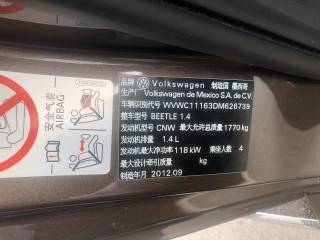 品牌 Volkswagen 制造国 墨西哥
生产厂 Volkswagen de Mexico S.A. de C.V.
车辆识别代号 WVWC11163DM626739
整车型号 BEETLE 1.4
发动机型号 CNW 最大允许总质量 1770 kg
发动机排量 1.4 L
发动机最大净功率 118 kW 乘坐人数 4
最大设计牵引质量 kg
制造年月 2012.09
安全气囊
AIRBAG